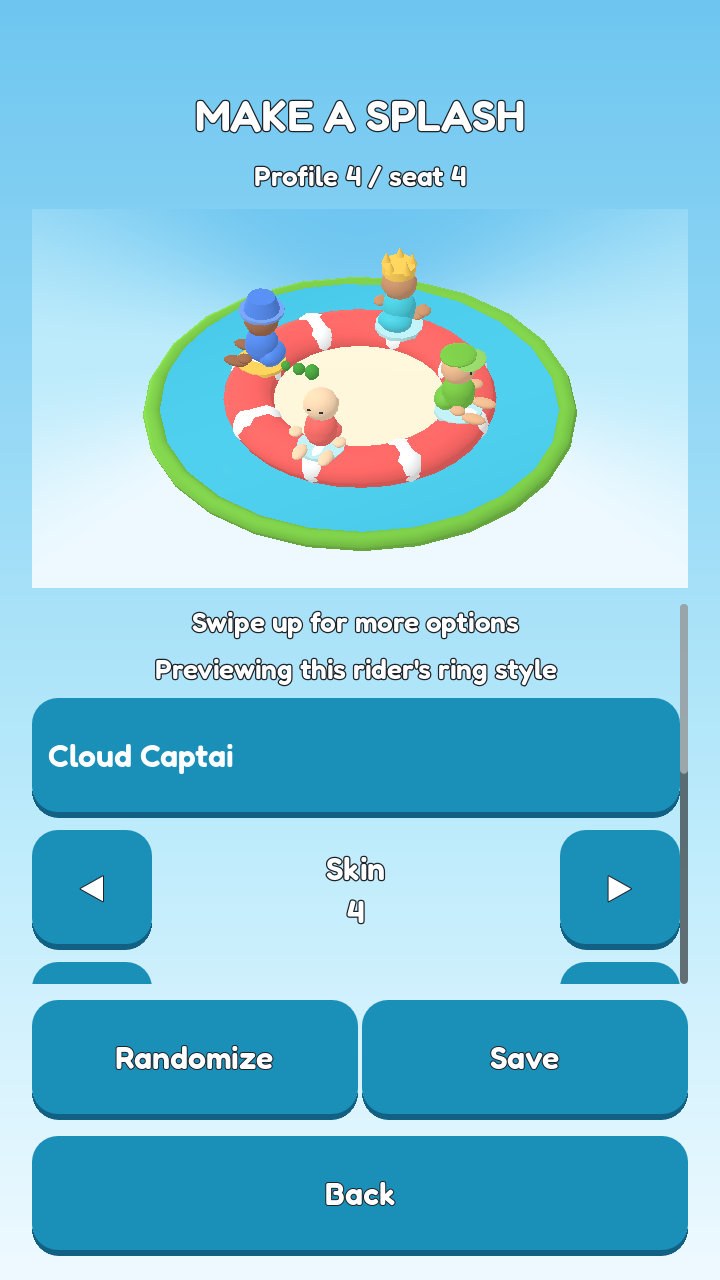 MAKE A SPLASH
Profile 4 / seat 4
Swipe up for more options
Previewing this rider's ring style
Cloud Captai
Skin
4
Randomize
Save
Back